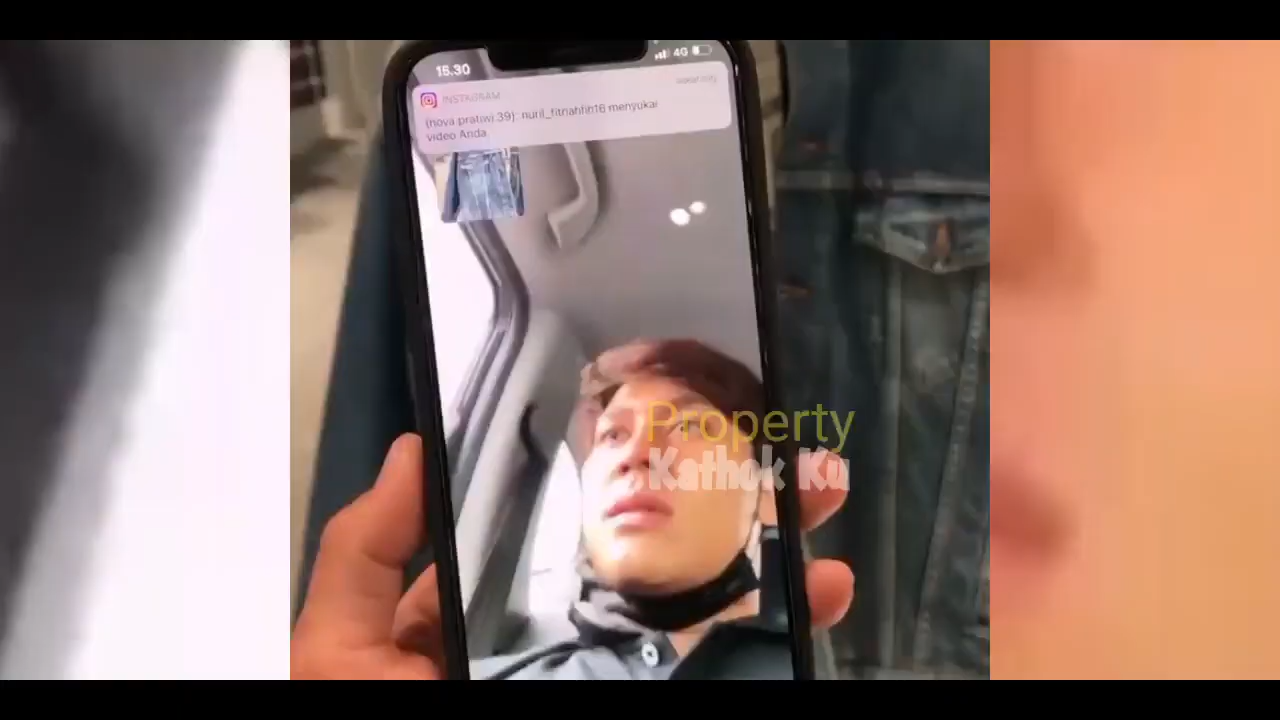 15.30
4G
INSTAGRAM
(nova.pratiwi.39): nuril_fitriahhh16 menyukai
video Anda
Property
Kathok Ku